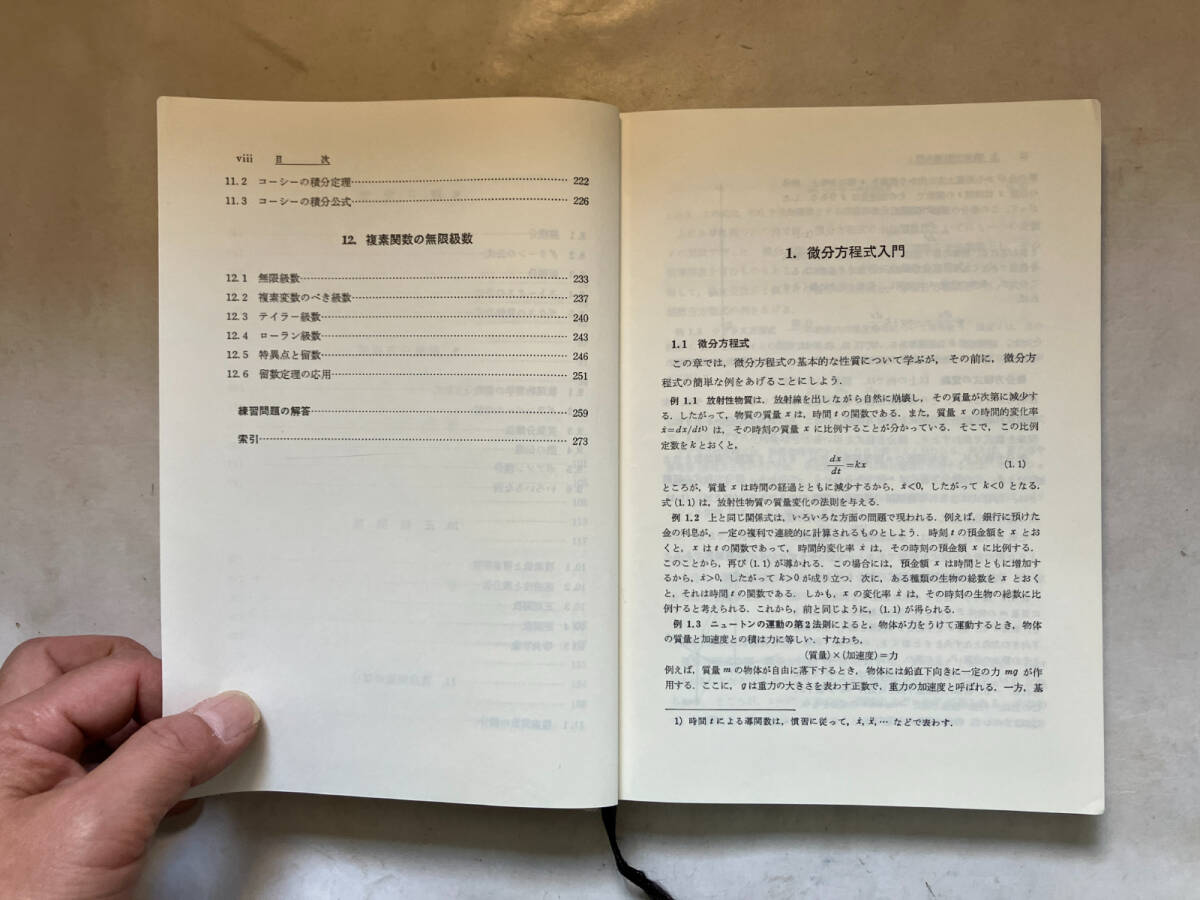 viii 目 次
11.2 コーシーの積分定理 222
11.3 コーシーの積分公式 226
12. 複素関数の無限級数
12.1 無限級数 233
12.2 複素変数のべき級数 237
12.3 テイラー級数 240
12.4 ローラン級数 243
12.5 特異点と留数 246
12.6 留数定理の応用 251
練習問題の解答 259
索引 273
1. 微分方程式入門
1.1 微分方程式
この章では,微分方程式の基本的な性質について学ぶが,その前に,微分方
程式の簡単な例をあげることにしよう.
例 1.1 放射性物質は,放射線を出しながら自然に崩壊し,その質量が次第に減少す
る.したがって,物質の質量 x は,時間 t の関数である.また,質量 x の時間的変化率
ẋ=dx/dt¹⁾ は,その時刻の質量 x に比例することが分かっている.そこで,この比例
定数を k とおくと,
dx/dt=kx (1.1)
ところが,質量 x は時間の経過とともに減少するから,ẋ<0,したがって k<0 となる.
式 (1.1) は,放射性物質の質量変化の法則を与える.
例 1.2 上と同じ関係式は,いろいろな方面の問題で現われる.例えば,銀行に預けた
金の利息が,一定の複利で連続的に計算されるものとしよう.時刻 t の預金額を x とお
くと,x は t の関数であって,時間的変化率 ẋ は,その時刻の預金額 x に比例する.
このことから,再び (1.1) が導かれる.この場合には,預金額 x は時間とともに増加す
るから,ẋ>0,したがって k>0 が成り立つ.次に,ある種類の生物の総数を x とおく
と,それは時間 t の関数である.しかも,x の変化率 ẋ は,その時刻の生物の総数に比
例すると考えられる.これから,前と同じように,(1.1) が得られる.
例 1.3 ニュートンの運動の第2法則によると,物体が力をうけて運動するとき,物体
の質量と加速度との積は力に等しい.すなわち,
(質量)×(加速度)=力
例えば,質量 m の物体が自由に落下するとき,物体には鉛直下向きに一定の力 mg が作
用する.ここに,g は重力の大きさを表わす正数で,重力の加速度と呼ばれる.一方,基
1) 時間 t による導関数は,慣習に従って,ẋ, ẍ, … などで表わす.